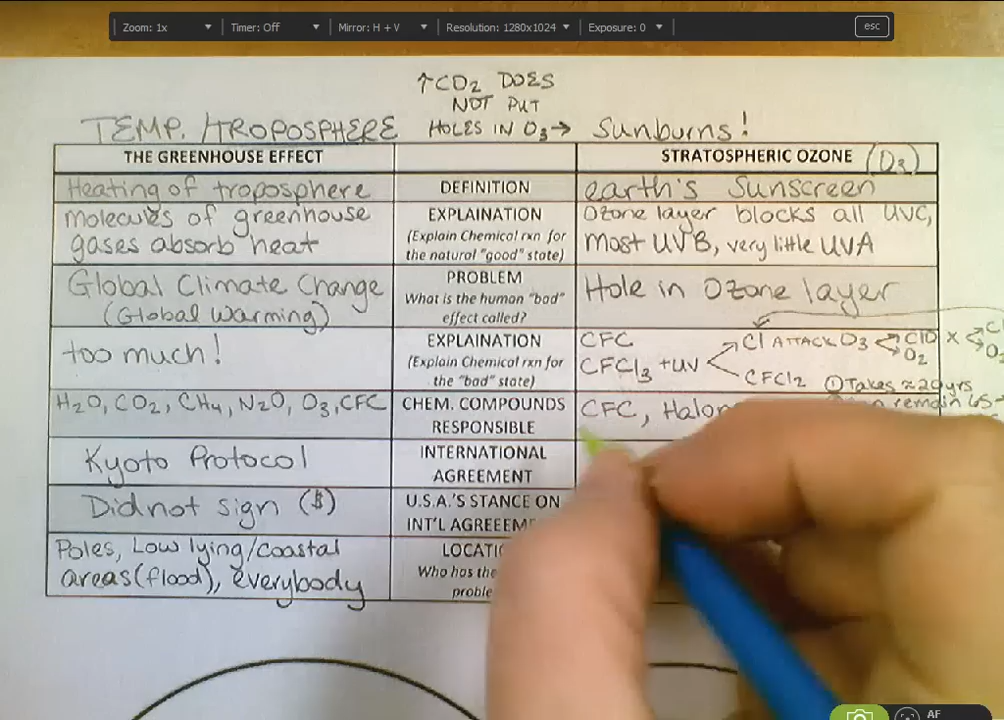 Zoom: 1x Timer: Off Mirror: H + V Resolution: 1280x1024 Exposure: 0 esc
↑CO2 DOES
NOT PUT
TEMP. /TROPOSPHERE HOLES IN O3→ Sunburns!
THE GREENHOUSE EFFECT STRATOSPHERIC OZONE (O3)
Heating of troposphere DEFINITION earth's Sunscreen
molecules of greenhouse EXPLAINATION Ozone layer blocks all UVC,
gases absorb heat (Explain Chemical rxn for most UVB, very little UVA
the natural "good" state)
Global Climate Change PROBLEM Hole in Ozone layer
(Global Warming) What is the human "bad"
effect called?
too much! EXPLAINATION CFC Cl ATTACK O3 ClO X
(Explain Chemical rxn for CFCl3 +UV O2
the "bad" state) CFCl2 ① Takes ≈20yrs
H2O, CO2, CH4, N2O, O3, CFC CHEM. COMPOUNDS CFC, remain
RESPONSIBLE
Kyoto Protocol INTERNATIONAL
AGREEMENT
Did not sign ($) U.S.A.'S STANCE ON
INT'L
Poles, Low lying/coastal
areas(flood), everybody Who has the
AF